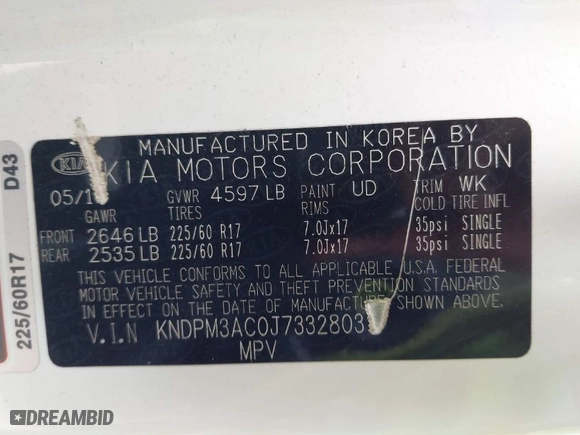 MANUFACTURED IN KOREA BY
KIA KIA MOTORS CORPORATION
05/1 GVWR 4597 LB PAINT UD TRIM WK
GAWR TIRES RIMS COLD TIRE INFL
FRONT 2646 LB 225/60 R17 7.0Jx17 35psi SINGLE
REAR 2535 LB 225/60 R17 7.0Jx17 35psi SINGLE
THIS VEHICLE CONFORMS TO ALL APPLICABLE U.S.A. FEDERAL
MOTOR VEHICLE SAFETY AND THEFT PREVENTION STANDARDS
IN EFFECT ON THE DATE OF MANUFACTURE SHOWN ABOVE.
V.I.N KNDPM3AC0J7332803
MPV
225/60R17 D43
DREAMBID